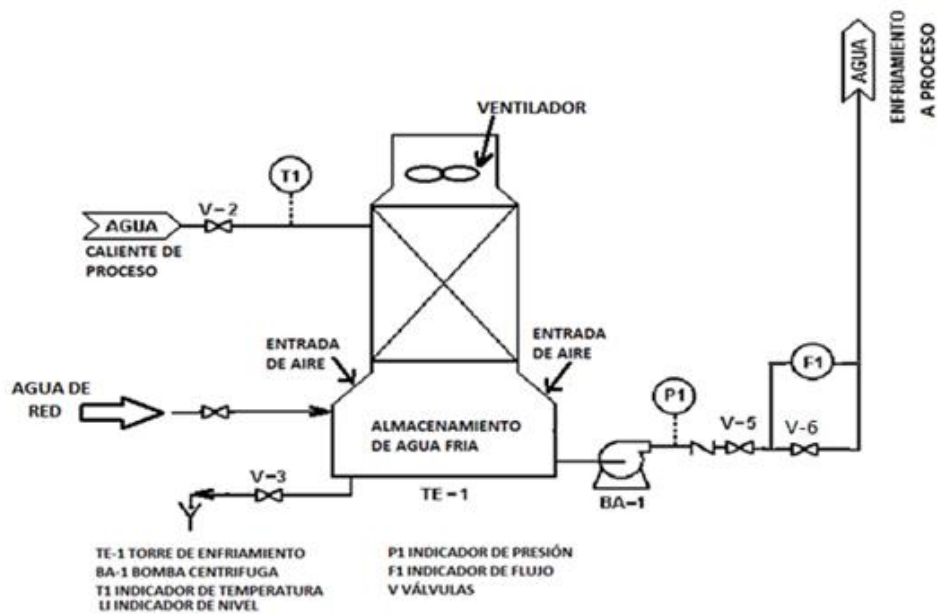 VENTILADOR
T1
V-2
AGUA
CALIENTE DE
PROCESO
AGUA
ENFRIAMIENTO
A PROCESO
ENTRADA
DE AIRE
ENTRADA
DE AIRE
AGUA DE
RED
ALMACENAMIENTO
DE AGUA FRIA
P1
V-5
F1
V-6
V-3
TE-1
BA-1
TE-1 TORRE DE ENFRIAMIENTO
BA-1 BOMBA CENTRIFUGA
T1 INDICADOR DE TEMPERATURA
LI INDICADOR DE NIVEL
P1 INDICADOR DE PRESIÓN
F1 INDICADOR DE FLUJO
V VÁLVULAS